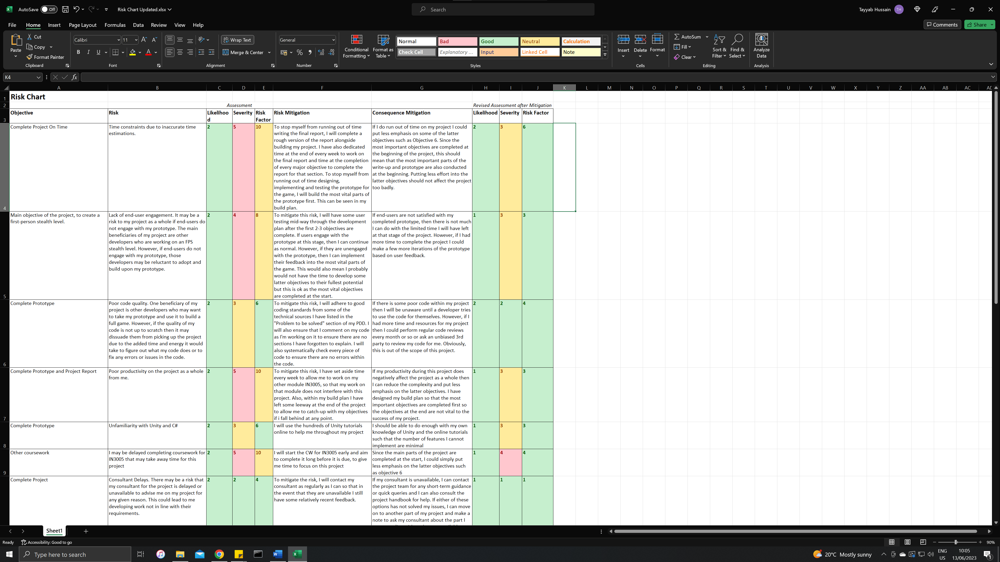 AutoSave Off Risk Chart Updated.xlsx Search Tayyab Hussain TH
File Home Insert Page Layout Formulas Data Review View Help Comments Share
Paste Cut Copy Format Painter Clipboard
Calibri 11 B I U Font
ab Wrap Text Merge & Center Alignment
General % Number
Conditional Formatting Format as Table
Normal Bad Good Neutral Calculation
Check Cell Explanatory ... Input Linked Cell Note
Styles
Insert Delete Format Cells
AutoSum Fill Clear Sort & Filter Find & Select Editing
Analyze Data Analysis
K4 fx
A B C D E F G H I J K L M N O P Q R S T U V W X Y Z AA AB AC
1 Risk Chart
2 Assessment Revised Assessment after Mitigation
3 Objective Risk Likelihoo
d Severity Risk
Factor Risk Mitigation Consequence Mitigation Likelihood Severity Risk Factor
4
Complete Project On Time
Time constraints due to inaccurate time
estimations.
2 5 10
To stop myself from running out of time
writing the final report, I will complete a
rough version of the report alongside
building my project. I have also dedicated
time at the end of every week to work on
the final report and time at the completion
of every major objective to complete the
report for that section. To stop myself from
running out of time designing,
implementing and testing the prototype for
the game, I will build the most vital parts of
the prototype first. This can be seen in my
build plan.
If I do run out of time on my project I could
put less emphasis on some of the latter
objectives such as Objective 6. Since the
most important objectives are completed at
the beginning of the project, this should
mean that the most important parts of the
write-up and prototype are also conducted
at the beginning. Putting less effort into the
latter objectives should not affect the project
too badly.
2 3 6
5
Main objective of the project, to create a
first-person stealth level.
Lack of end-user engagement. It may be a
risk to my project as a whole if end-users do
not engage with my prototype. The main
beneficiaries of my project are other
developers who are working on an FPS
stealth level. However, if end-users do not
engage with my prototype, those
developers may be reluctant to adopt and
build upon my prototype.
2 4 8
To mitigate this risk, I will have some user
testing mid-way through the development
plan after the first 2-3 objectives are
complete. If users engage with the
prototype at this stage, then I can continue
as normal. However, if they are unengaged
with the prototype, then I can implement
their feedback into the most vital parts of
the game. This would also mean I probably
would not have the time to develop some
latter objectives to their fullest potential
but this is ok as the most vital objectives
are completed at the start.
If end-users are not satisfied with my
completed prototype, then there is not much
I can do with the limited time I will have left
at that stage of the project. However, if I had
more time to complete the project I could
make a few more iterations of the prototype
based on user feedback.
1 3 3
6
Complete Prototype
Poor code quality. One beneficiary of my
project is other developers who may want
to take my prototype and use it to build a
full game. However, if the quality of my
code is not up to scratch then it may
dissuade them from picking up the project
due to the added time and energy it would
take to figure out what my code does or to
fix any errors or issues in the code.
2 3 6
To mitigate this risk, I will adhere to good
coding standards from some of the
technical sources I have listed in the
"Problem to be solved" section of my PDD. I
will also ensure that I comment on my code
as I'm working on it to ensure there are no
sections I have forgotten to explain. I will
also systematically check every piece of
code to ensure there are no errors within
the code.
If there is some poor code within my project
then I will be unaware until a developer tries
to use the code for themselves. However, if I
had more time and resources for my project
then I could perform regular code reviews
every month or so or ask an unbiased 3rd
party to review my code for me. Obviously,
this is out of the scope of this project.
2 2 4
7
Complete Prototype and Project Report
Poor productivity on the project as a whole
from me.
2 5 10
To mitigate this risk, I have set aside time
every week to allow me to work on my
other module IN3005, so that my work on
that module does not interfere with this
project. Also, within my build plan I have
left some leeway at the end of the project
to allow me to catch-up with my objectives
if i fall behind at any point.
If my productivity during this project does
negatively affect the project as a whole then
I can reduce the complexity and put less
emphasis on the latter objectives. I have
designed my build plan so that the most
important objectives are completed first so
the objectives at the end are not vital to the
success of my project.
1 3 3
8
Complete Prototype
Unfamiliarity with Unity and C#
2 3 6
I will use the hundreds of Unity tutorials
online to help me throughout my project
I should be able to do enough with my own
knowledge of Unity and the online tutorials
such that the number of features I cannot
implement are minimal
1 3 3
9
Other coursework
I may be delayed completing coursework for
IN3005 that may take away time for this
project
2 5 10
I will start the CW for IN3005 early and aim
to complete it long before it is due, to give
me time to focus on this project
Since the main parts of the project are
completed at the start, I could simply put
less emphasis on the latter objectives such
as objective 6
1 4 4
Complete Project
Consultant Delays. There may be a risk that
my consultant for the project is delayed or
unavailable to advise me on my project for
any given reason. This could lead to me
developing work not in line with their
requirements.
2 2 4
To mitigate the risk, I will contact my
consultant as regularly as I can so that in
the event that they are unavailable I still
have some relatively recent feedback.
If my consultant is unavailable, I can contact
the project team for any short-term guidance
or quick queries and I can also consult the
project handbook for help. If either of these
options has not solved my issues, I can move
on to another part of my project and make a
note to ask my consultant about the part I
1 1 1
Sheet1
Ready Accessibility: Good to go 90%
Type here to search 20°C Mostly sunny ENG US 10:05 13/06/2023 1